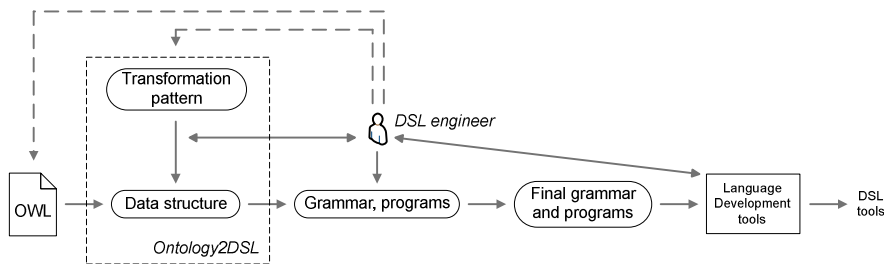 Transformation
pattern
DSL engineer
OWL
Data structure
Grammar, programs
Final grammar
and programs
Language
Development
tools
DSL
tools
Ontology2DSL